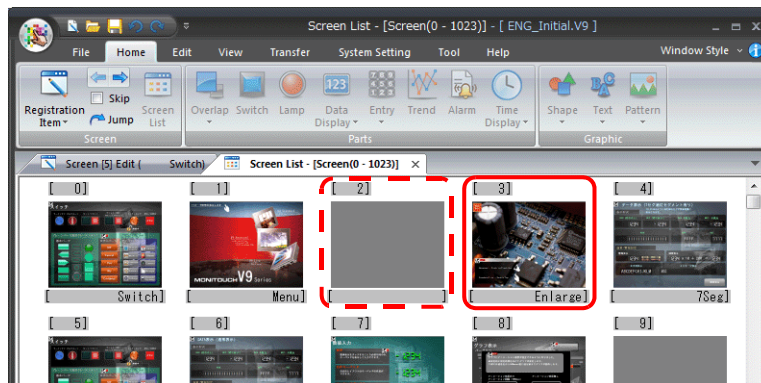 Screen List - [Screen(0 - 1023)] - [ ENG_Initial.V9 ]
File Home Edit View Transfer System Setting Tool Help Window Style
Registration Item Skip Jump Screen List Overlap Switch Lamp 123 Data Display Entry Trend Alarm Time Display Shape Text Pattern
Screen Parts Graphic
Screen [5] Edit ( Switch) Screen List - [Screen(0 - 1023)] ×
[ 0] [ 1] [ 2] [ 3] [ 4]
MONITOUCH V9 Series
[ Switch] [ Menu] [ ] [ Enlarge] [ 7Seg]
[ 5] [ 6] [ 7] [ 8] [ 9]